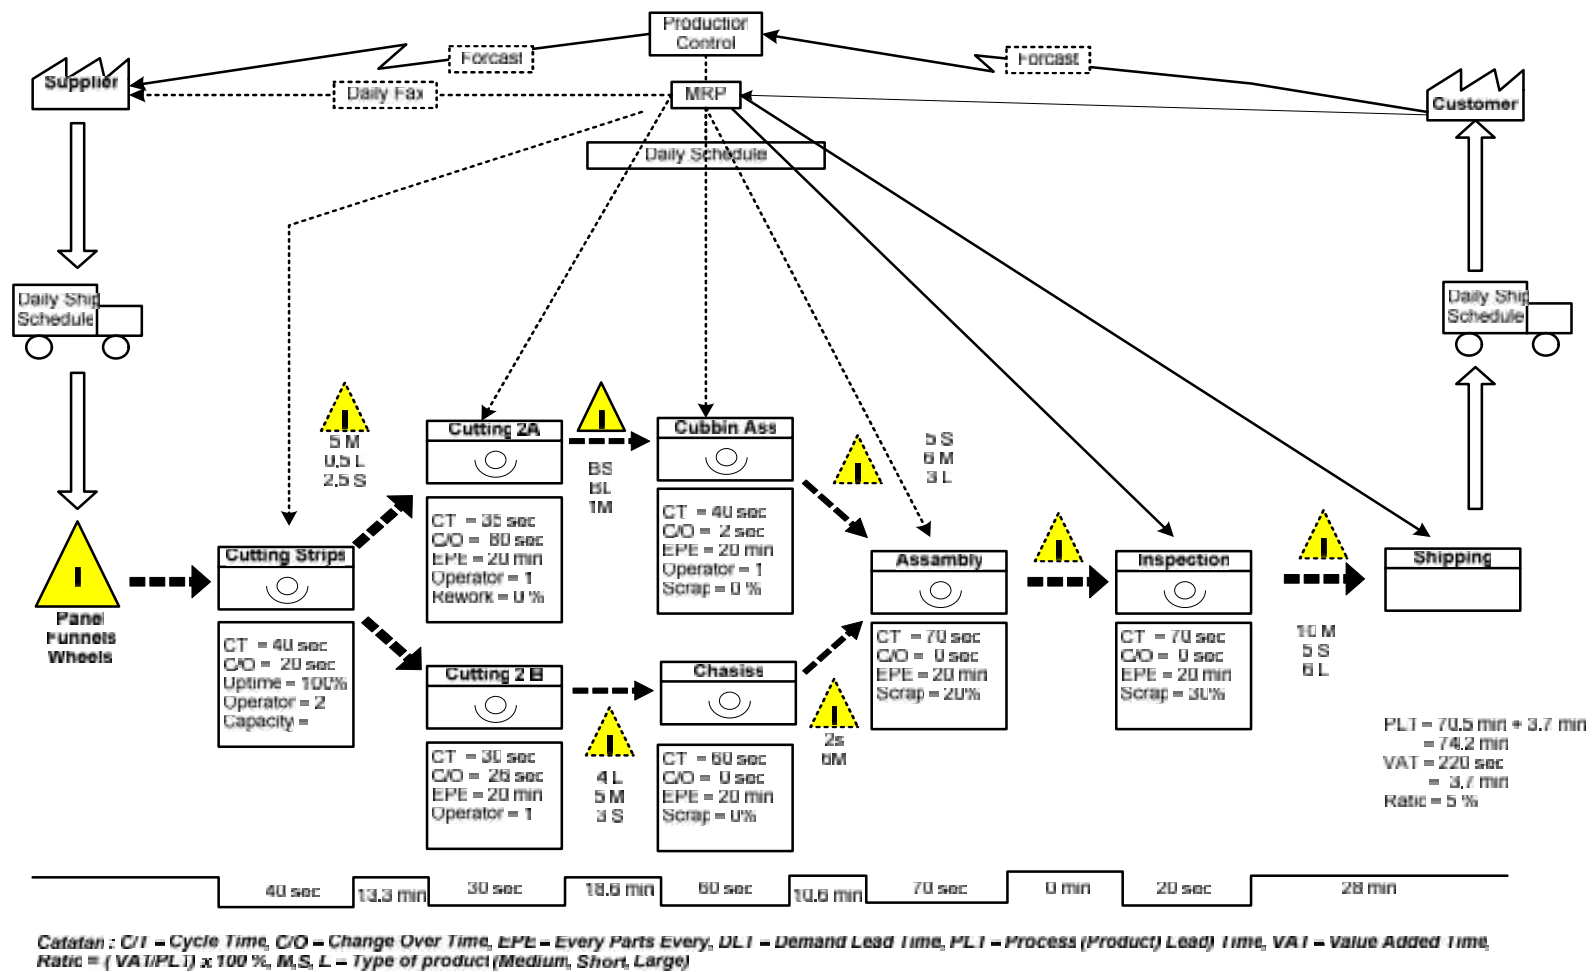 Production
Control
Forcast
Forcast
Supplier
Daily Fax
MRP
Customer
Daily Schedule
Daily Ship
Schedule
Daily Ship
Schedule
5 M
0,5 L
2,5 S
Cutting 2A
CT = 35 sec
EPE = 20 min
Operator = 1
Rework = 0 %
1M
Cubbin Ass
CT = 40 sec
C/O = 2 sec
EPE = 20 min
Operator = 1
Scrap = 0 %
5 S
6 M
3 L
Panel
Funnels
Wheels
Cutting Strips
CT = 40 sec
C/O = 20 sec
Uptime = 100%
Operator = 2
Capacity =
Cutting 2 B
CT = 30 sec
C/O = 26 sec
EPE = 20 min
Operator = 1
4 L
5 M
3 S
Chasiss
CT = 60 sec
C/O = 0 sec
EPE = 20 min
Scrap = 0%
2s
6M
Assambly
CT = 70 sec
C/O = 0 sec
EPE = 20 min
Scrap = 20%
Inspection
CT = 70 sec
C/O = 0 sec
EPE = 20 min
Scrap = 30%
10 M
5 S
6 L
Shipping
PLT = 70.5 min + 3.7 min
= 74.2 min
VAT = 220 sec
= 3.7 min
Ratio = 5 %
40 sec
13.3 min
30 sec
18.6 min
60 sec
10.6 min
70 sec
0 min
20 sec
28 min
Catatan : C/T = Cycle Time, C/O = Change Over Time, EPE = Every Parts Every, DLT = Demand Lead Time, PLT = Process (Product) Lead) Time, VAT = Value Added Time,
Ratio = ( VAT/PLT) x 100 %, M,S, L = Type of product (Medium, Short, Large)